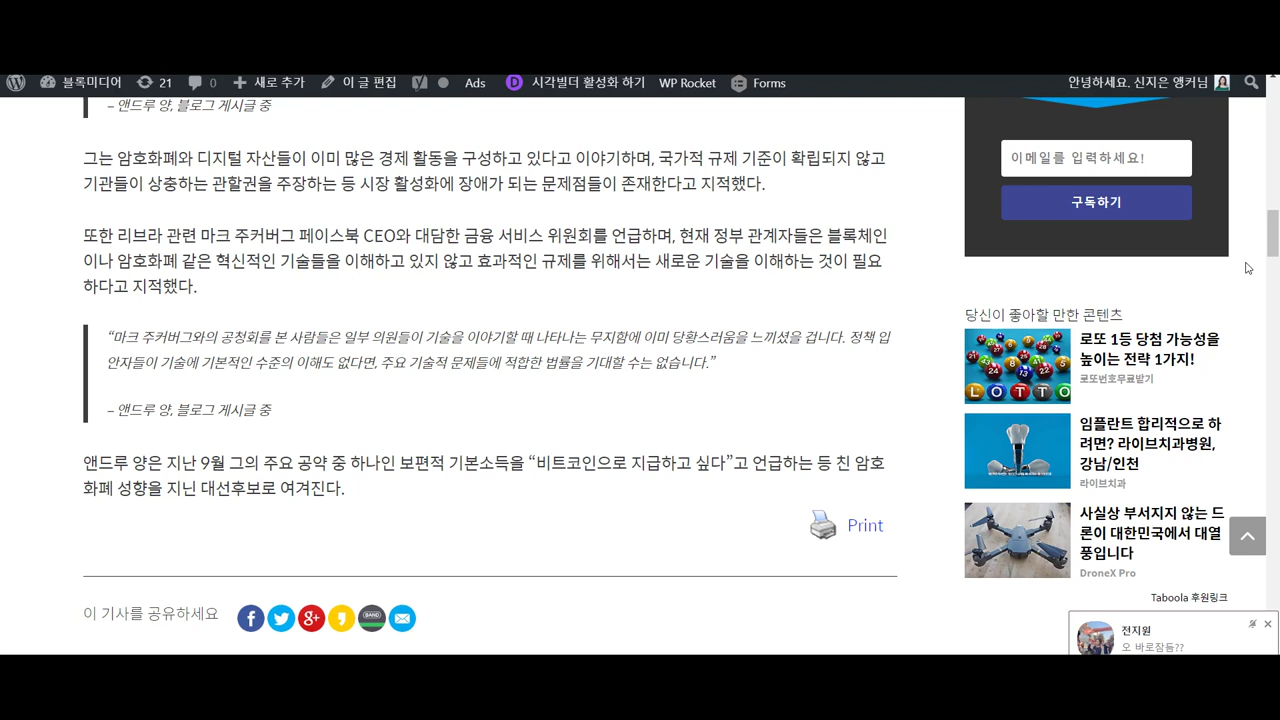 블록미디어 21 0 새로 추가 이 글 편집 Ads 시각빌더 활성화 하기 WP Rocket Forms 안녕하세요. 신지은 앵커님
– 앤드루 양, 블로그 게시글 중
그는 암호화폐와 디지털 자산들이 이미 많은 경제 활동을 구성하고 있다고 이야기하며, 국가적 규제 기준이 확립되지 않고
기관들이 상충하는 관할권을 주장하는 등 시장 활성화에 장애가 되는 문제점들이 존재한다고 지적했다.
또한 리브라 관련 마크 주커버그 페이스북 CEO와 대담한 금융 서비스 위원회를 언급하며, 현재 정부 관계자들은 블록체인
이나 암호화폐 같은 혁신적인 기술들을 이해하고 있지 않고 효과적인 규제를 위해서는 새로운 기술을 이해하는 것이 필요
하다고 지적했다.
“마크 주커버그와의 공청회를 본 사람들은 일부 의원들이 기술을 이야기할 때 나타나는 무지함에 이미 당황스러움을 느끼셨을 겁니다. 정책 입
안자들이 기술에 기본적인 수준의 이해도 없다면, 주요 기술적 문제들에 적합한 법률을 기대할 수는 없습니다.”
– 앤드루 양, 블로그 게시글 중
앤드루 양은 지난 9월 그의 주요 공약 중 하나인 보편적 기본소득을 “비트코인으로 지급하고 싶다”고 언급하는 등 친 암호
화폐 성향을 지닌 대선후보로 여겨진다.
Print
이 기사를 공유하세요
BAND
이메일를 입력하세요!
구독하기
당신이 좋아할 만한 콘텐츠
LOTTO
로또 1등 당첨 가능성을
높이는 전략 1가지!
로또번호무료받기
임플란트 합리적으로 하
려면? 라이브치과병원,
강남/인천
라이브치과
사실상 부서지지 않는 드
론이 대한민국에서 대열
풍입니다
DroneX Pro
Taboola 후원링크
전지원
오 바로잠듬??